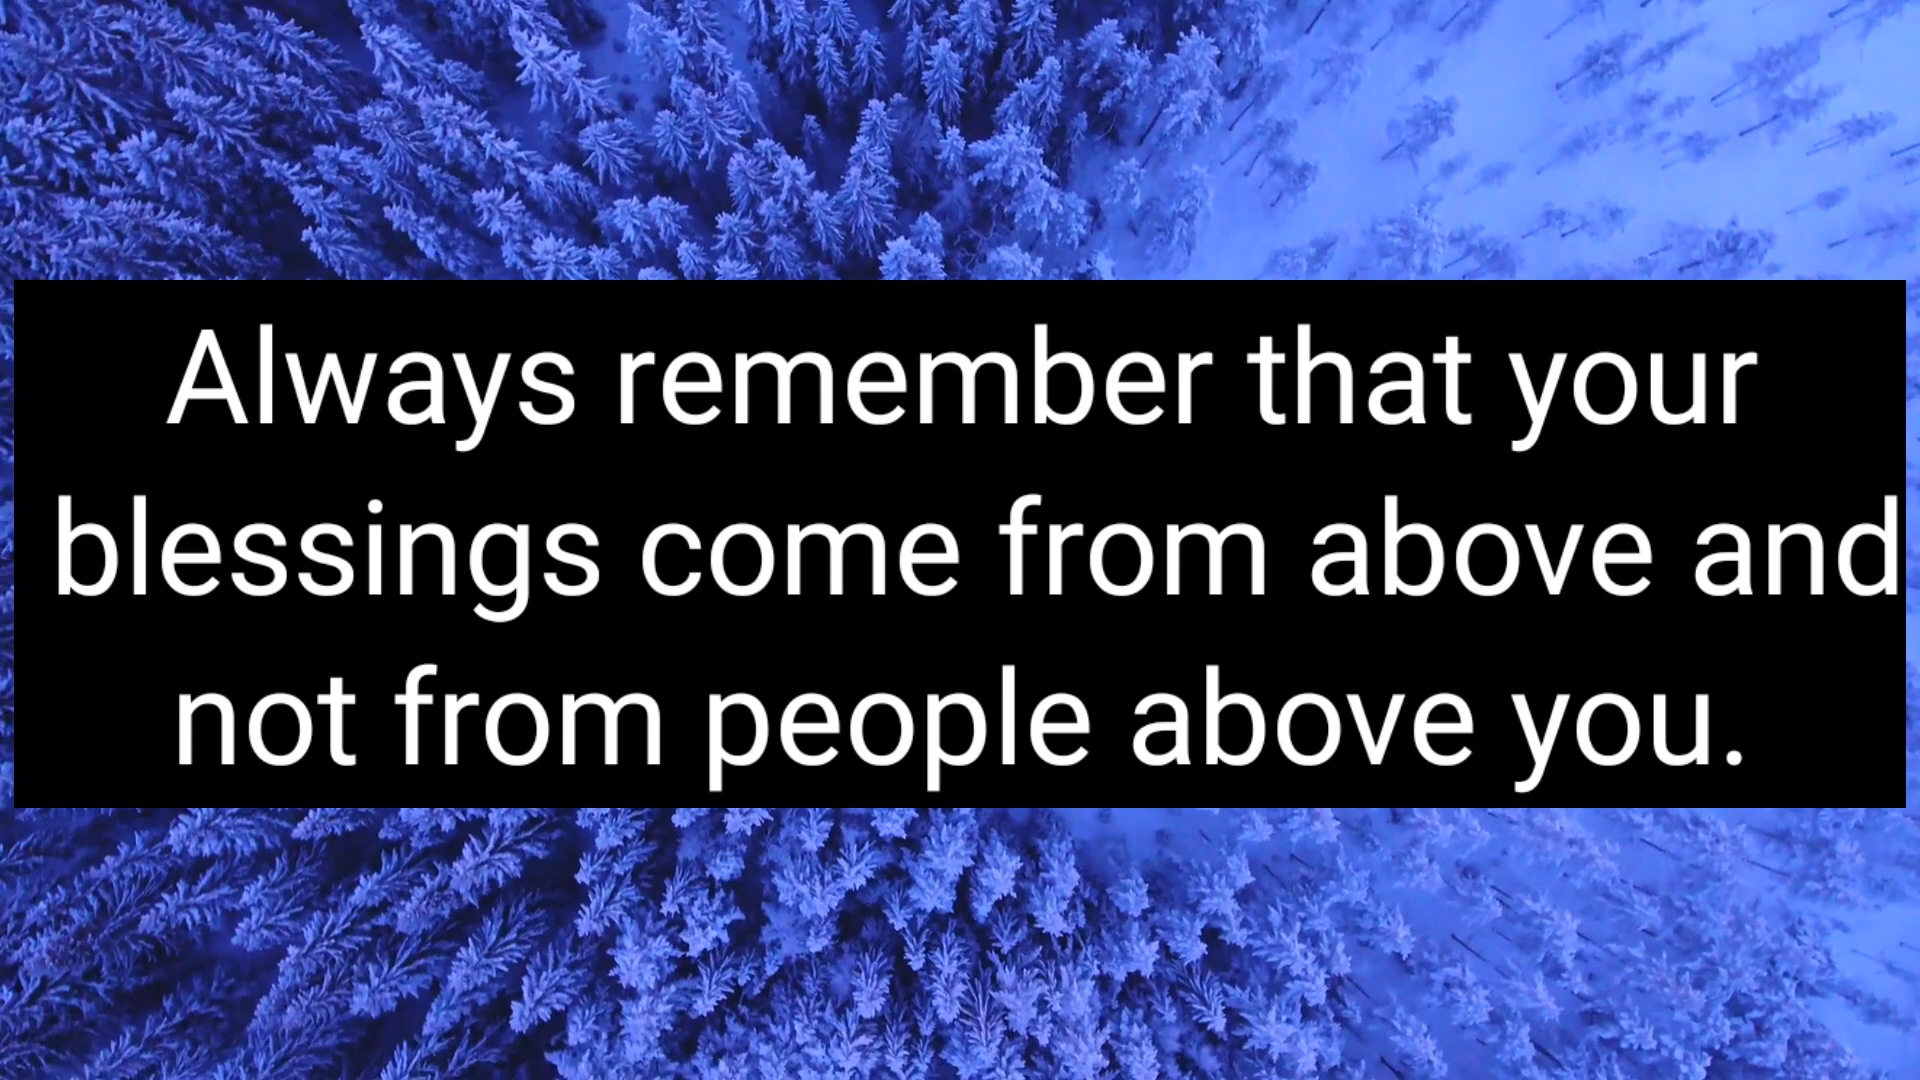 Always remember that your
blessings come from above and
not from people above you.